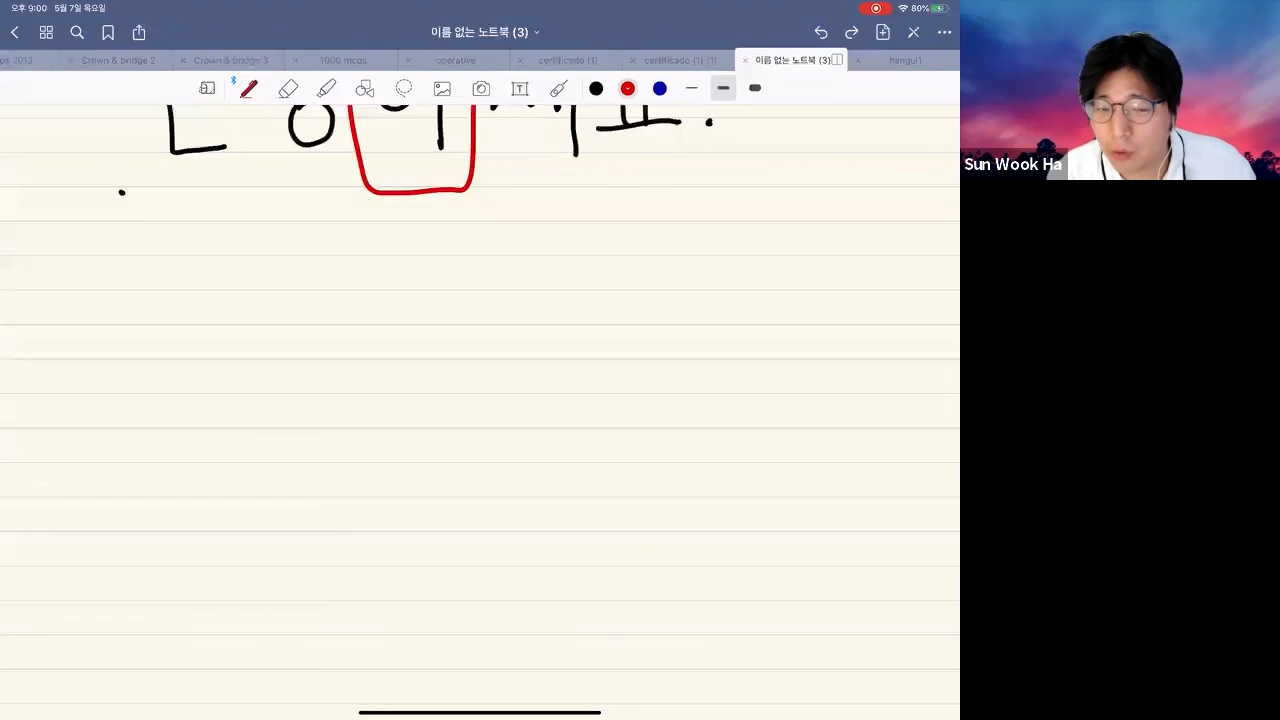 오후 9:00 5월 7일 목요일
80%
이름 없는 노트북 (3)
2013
Crown & bridge 2
Crown & bridge 3
1000 mcqs
operative
certificado (1)
certificado (1) (1)
이름 없는 노트북 (3)
hangul1
Sun Wook Ha